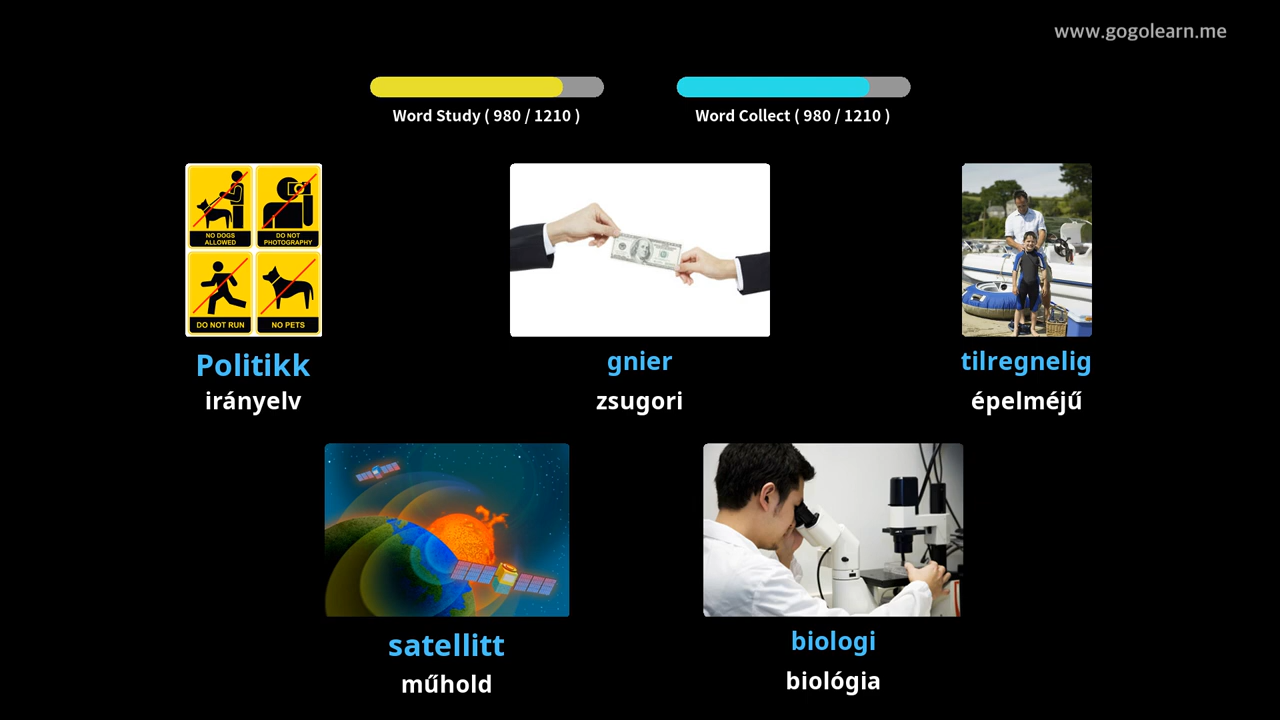 www.gogolearn.me
Word Study ( 980 / 1210 )
Word Collect ( 980 / 1210 )
NO DOGS
ALLOWED
DO NOT
PHOTOGRAPHY
DO NOT RUN
NO PETS
Politikk
irányelv
gnier
zsugori
tilregnelig
épelméjű
satellitt
műhold
biologi
biológia